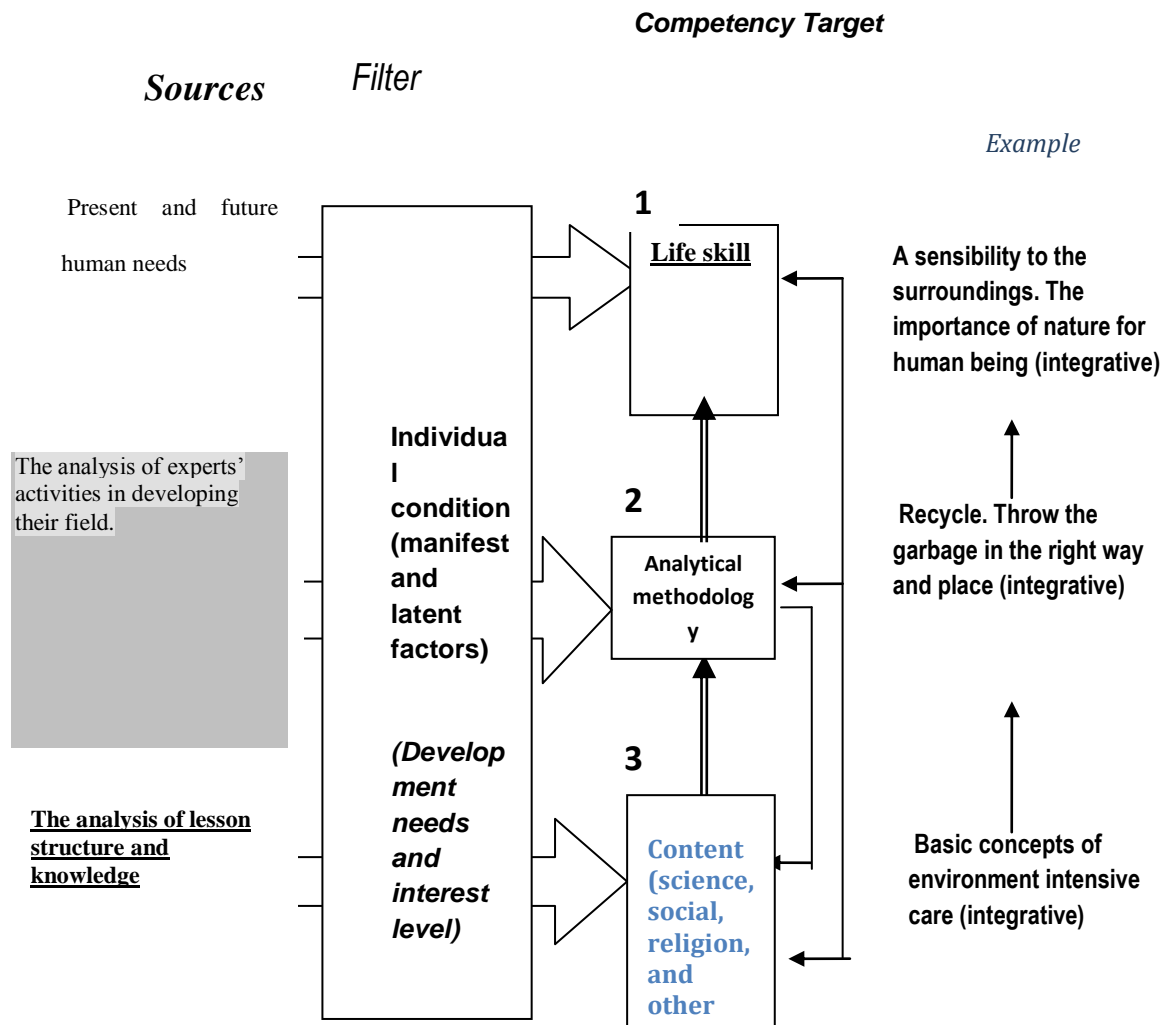 Competency Target
Sources
Filter
Example
Present and future
human needs
The analysis of experts’
activities in developing
their field.
The analysis of lesson
structure and
knowledge
Individua
l
condition
(manifest
and
latent
factors)
(Develop
ment
needs
and
interest
level)
1
Life skill
2
Analytical
methodolog
y
3
Content
(science,
social,
religion,
and
other
A sensibility to the
surroundings. The
importance of nature for
human being (integrative)
Recycle. Throw the
garbage in the right way
and place (integrative)
Basic concepts of
environment intensive
care (integrative)